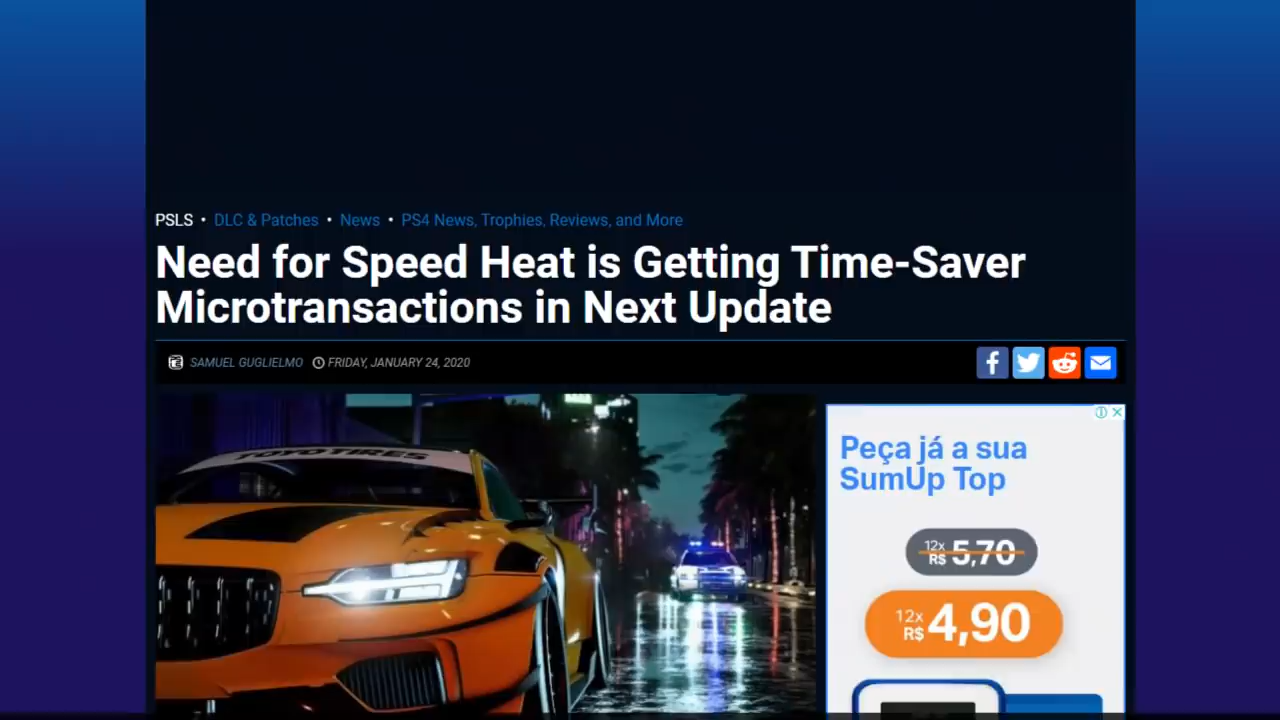 PSLS • DLC & Patches • News • PS4 News, Trophies, Reviews, and More
Need for Speed Heat is Getting Time-Saver
Microtransactions in Next Update
SAMUEL GUGLIELMO FRIDAY, JANUARY 24, 2020
TOYO TIRES
Peça já a sua
SumUp Top
12x
R$ 5,70
12x
R$ 4,90